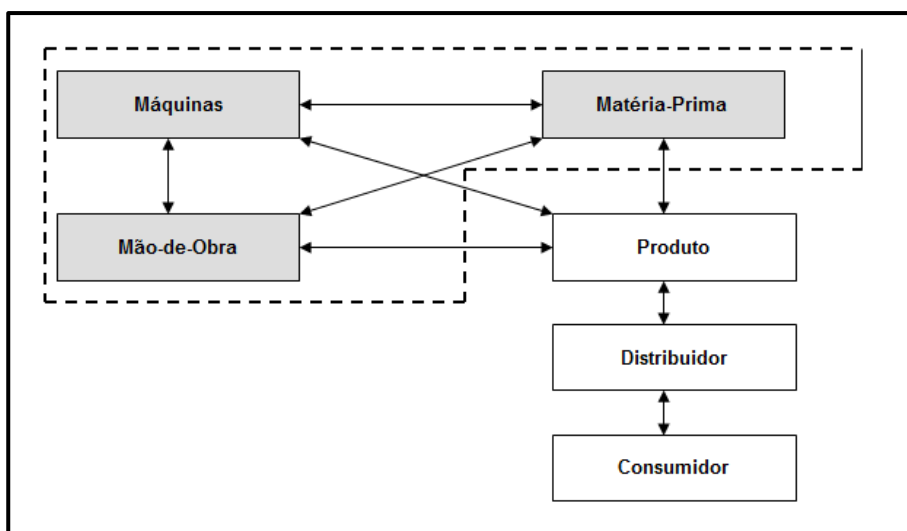 Máquinas
Matéria-Prima
Mão-de-Obra
Produto
Distribuidor
Consumidor